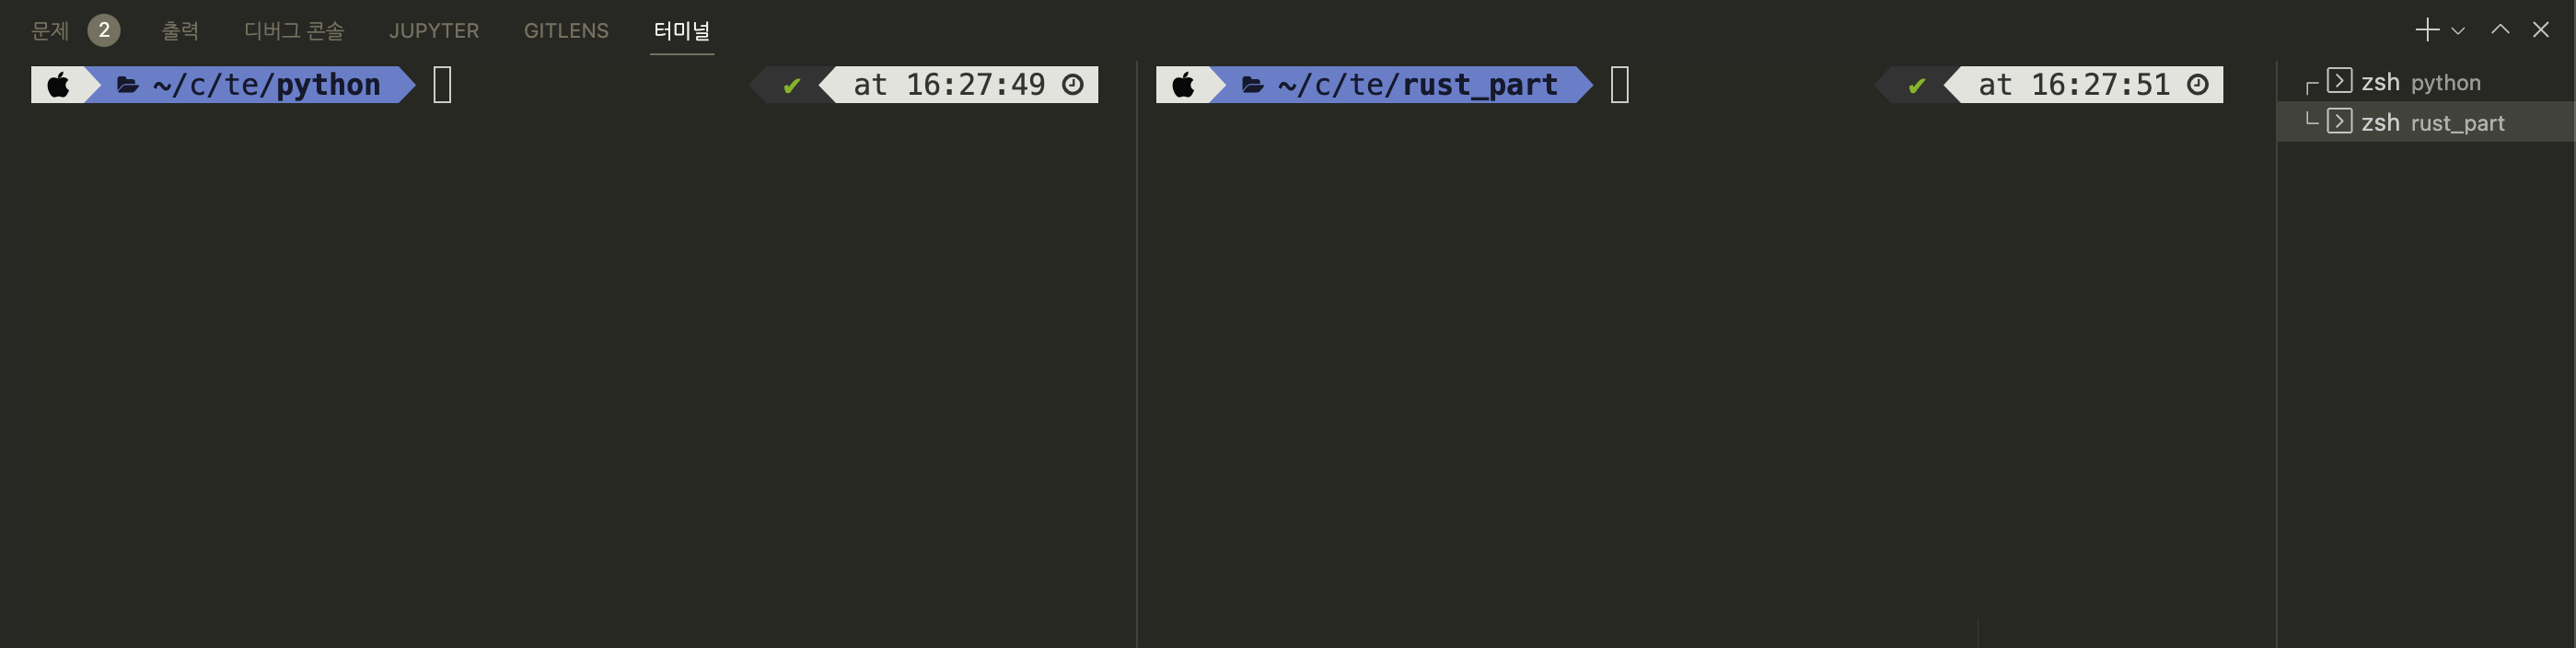 문제 2 출력 디버그 콘솔 JUPYTER GITLENS 터미널
~/c/te/python ✔ at 16:27:49
~/c/te/rust_part ✔ at 16:27:51
zsh python
zsh rust_part